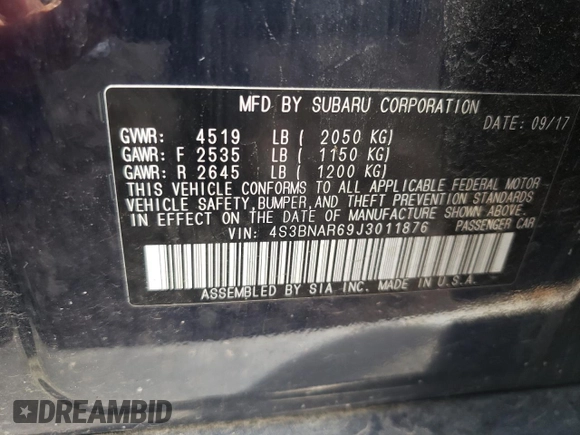 MFD BY SUBARU CORPORATION
DATE: 09/17
GVWR: 4519 LB ( 2050 KG)
GAWR: F 2535 LB ( 1150 KG)
GAWR: R 2645 LB ( 1200 KG)
THIS VEHICLE CONFORMS TO ALL APPLICABLE FEDERAL MOTOR
VEHICLE SAFETY, BUMPER, AND THEFT PREVENTION STANDARDS
IN EFFECT ON THE DATE OF MANUFACTURE SHOWN ABOVE.
VIN: 4S3BNAR69J3011876 PASSENGER CAR
ASSEMBLED BY SIA INC. MADE IN U.S.A.
DREAMBID